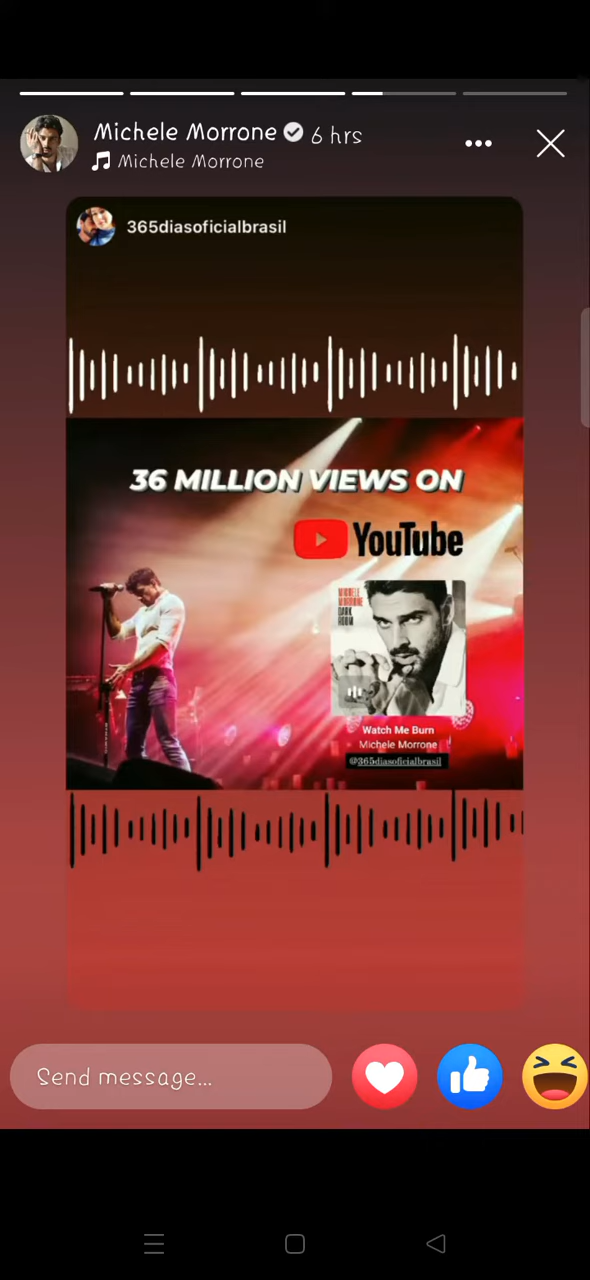 Michele Morrone 6 hrs
Michele Morrone
365diasoficialbrasil
36 MILLION VIEWS ON
YouTube
MICHELE
MORRONE
DARK
ROOM
Watch Me Burn
Michele Morrone
@365diasoficialbrasil
Send message...